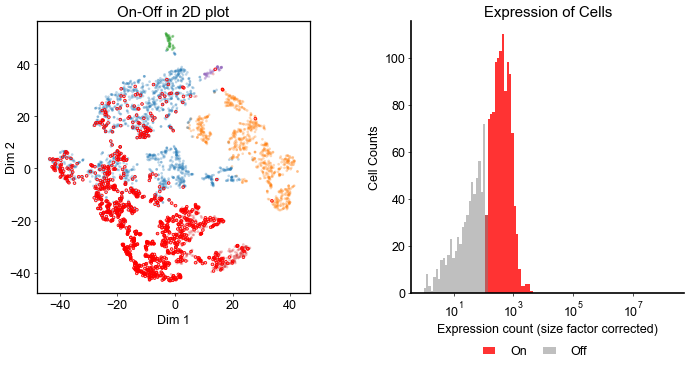 On-Off in 2D plot
Expression of Cells
40
20
0
−20
−40
Dim 2
−40 −20 0 20 40
Dim 1
100
80
60
40
20
0
Cell Counts
10^1 10^3 10^5 10^7
Expression count (size factor corrected)
On Off